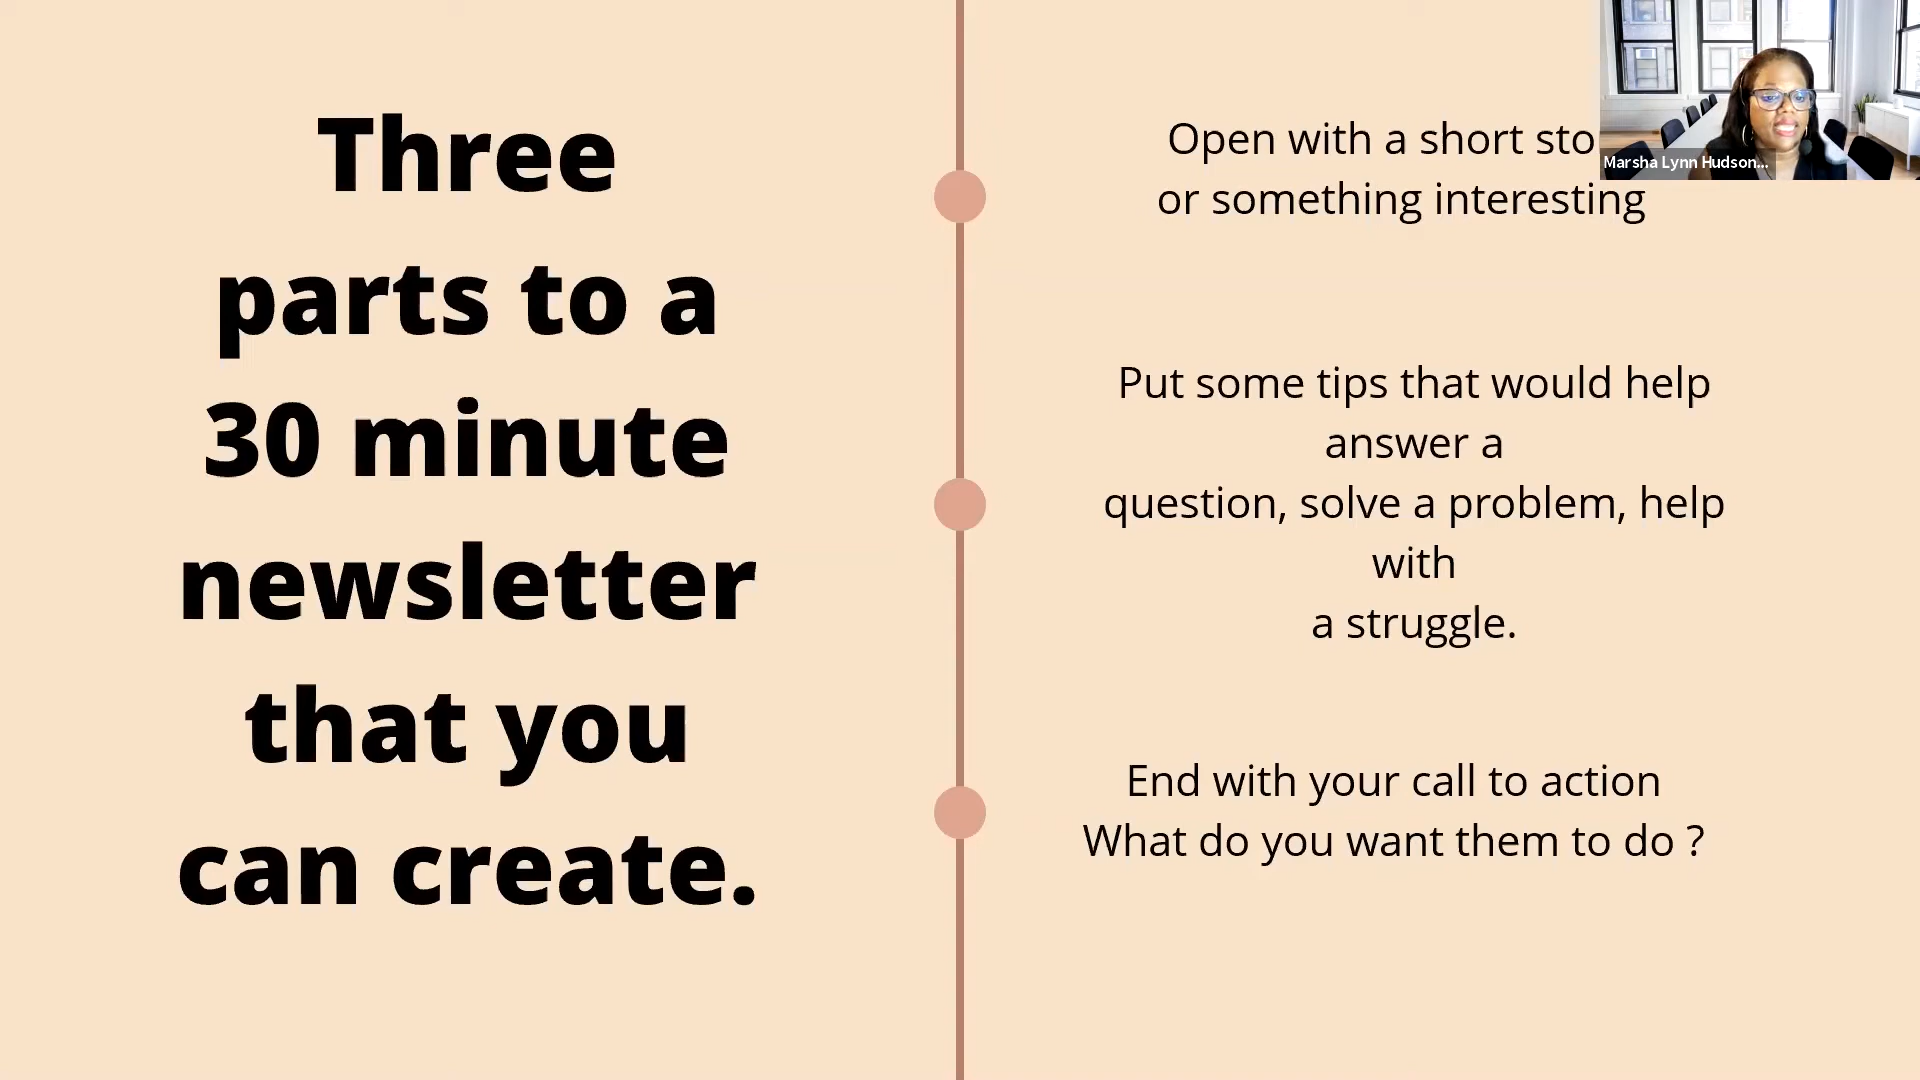 Three
parts to a
30 minute
newsletter
that you
can create.
Open with a short sto
or something interesting
Put some tips that would help
answer a
question, solve a problem, help
with
a struggle.
End with your call to action
What do you want them to do ?
Marsha Lynn Hudson...